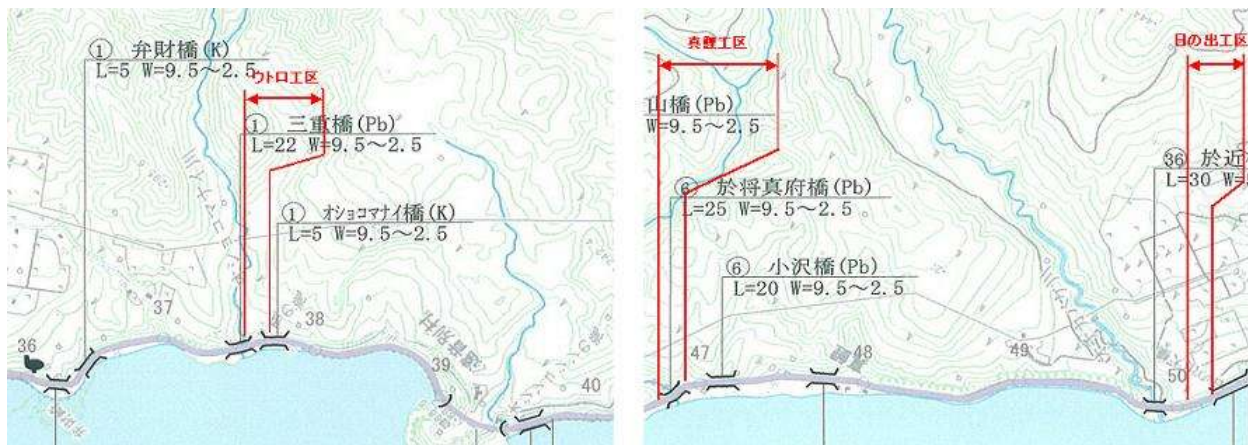 ① 弁財橋(K)
L=5 W=9.5～2.5
ウトロ工区
① 三重橋(Pb)
L=22 W=9.5～2.5
① オショコマナイ橋(K)
L=5 W=9.5～2.5
36
37
38
39
40
真鯉工区
山橋(Pb)
W=9.5～2.5
⑥ 於将真府橋(Pb)
L=25 W=9.5～2.5
⑥ 小沢橋(Pb)
L=20 W=9.5～2.5
日の出工区
㊱ 於近
L=30 W=
47
48
49
50